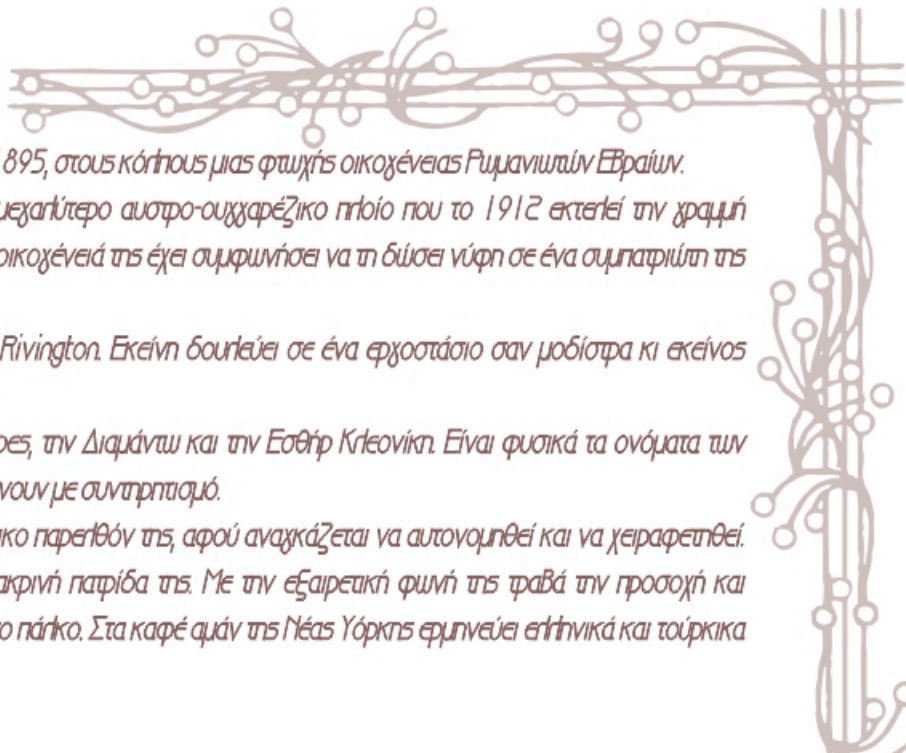 895, στους κόλπους μιας φτωχής οικογένειας Ρωμανιωτών Εβραίων.
μεγαλύτερο αυστρο-ουγγαρέζικο πλοίο που το 1912 εκτελεί την γραμμή
οικογένειά της έχει συμφωνήσει να τη δώσει νύφη σε ένα συμπατριώτη της
Rivington. Εκείνη δουλεύει σε ένα εργοστάσιο σαν μοδίστρα κι εκείνος
ρες, την Διαμάντω και την Εσθήρ Κλεονίκη. Είναι φυσικά τα ονόματα των
νουν με συντηρητισμό.
ικο παρελθόν της, αφού αναγκάζεται να αυτονομηθεί και να χειραφετηθεί.
ακρινή πατρίδα της. Με την εξαιρετική φωνή της τραβά την προσοχή και
ο πάλκο. Στα καφέ αμάν της Νέας Υόρκης ερμηνεύει ελληνικά και τούρκικα